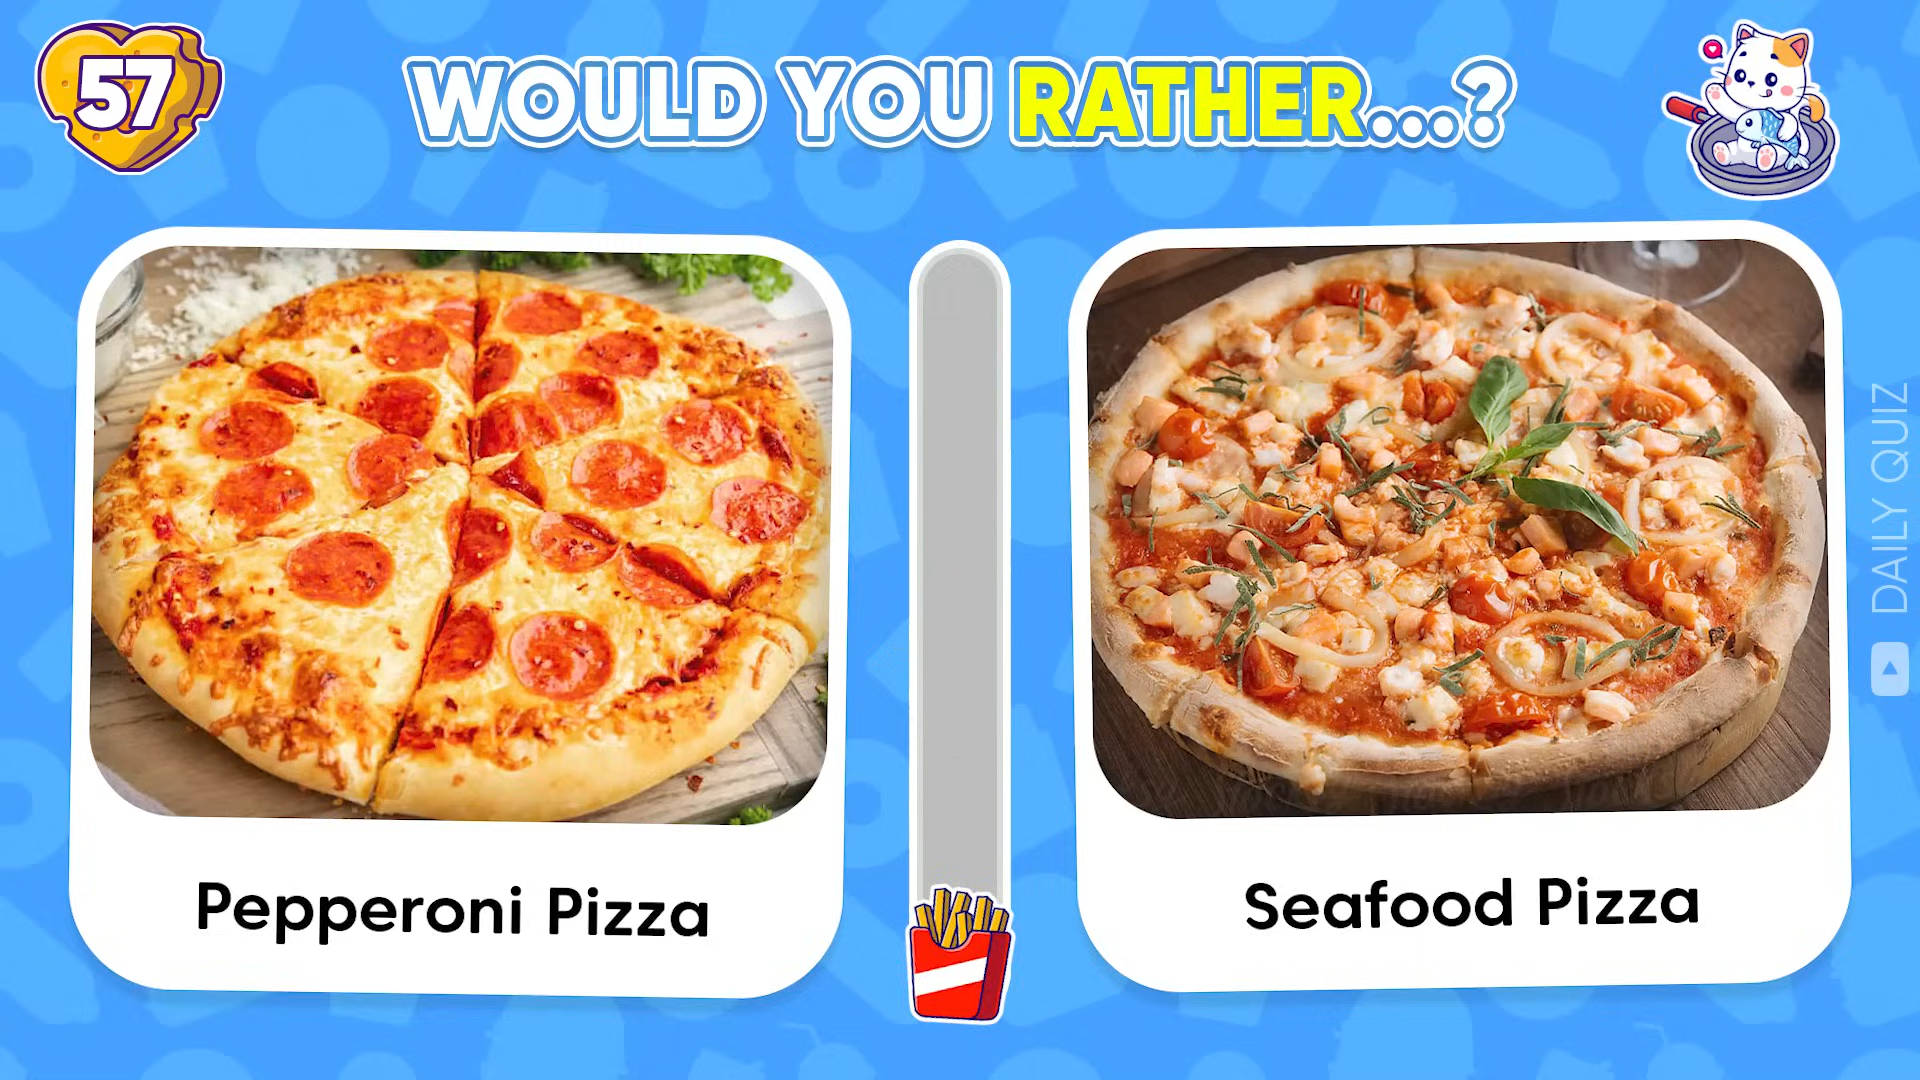 57
WOULD YOU RATHER...?
Pepperoni Pizza
Seafood Pizza
DAILY QUIZ